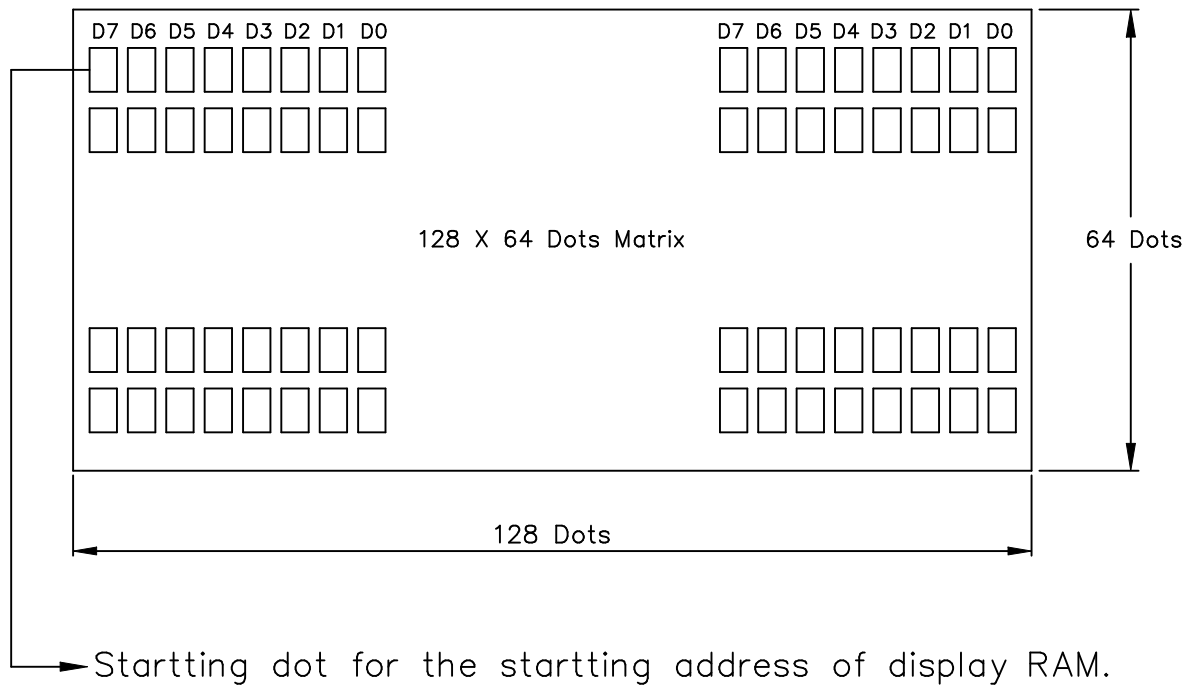 D7 D6 D5 D4 D3 D2 D1 D0 D7 D6 D5 D4 D3 D2 D1 D0
128 X 64 Dots Matrix
64 Dots
128 Dots
Startting dot for the startting address of display RAM.